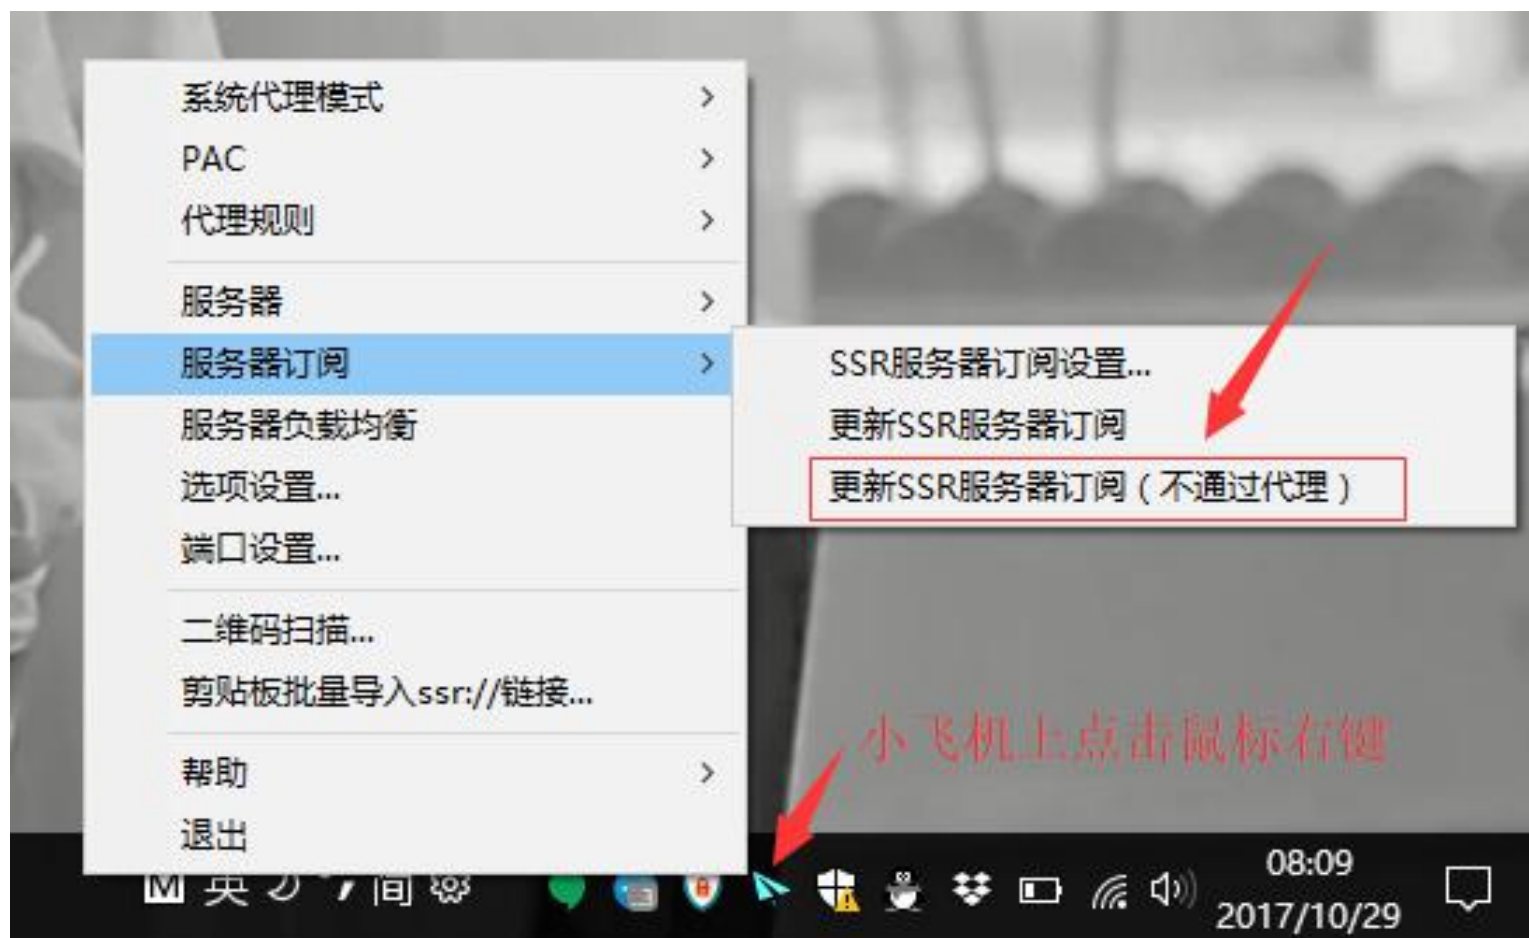 系统代理模式
PAC
代理规则
服务器
服务器订阅
服务器负载均衡
选项设置...
端口设置...
二维码扫描...
剪贴板批量导入ssr://链接...
帮助
退出
SSR服务器订阅设置...
更新SSR服务器订阅
更新SSR服务器订阅（不通过代理）
小飞机上点击鼠标右键
M 英 简
08:09
2017/10/29